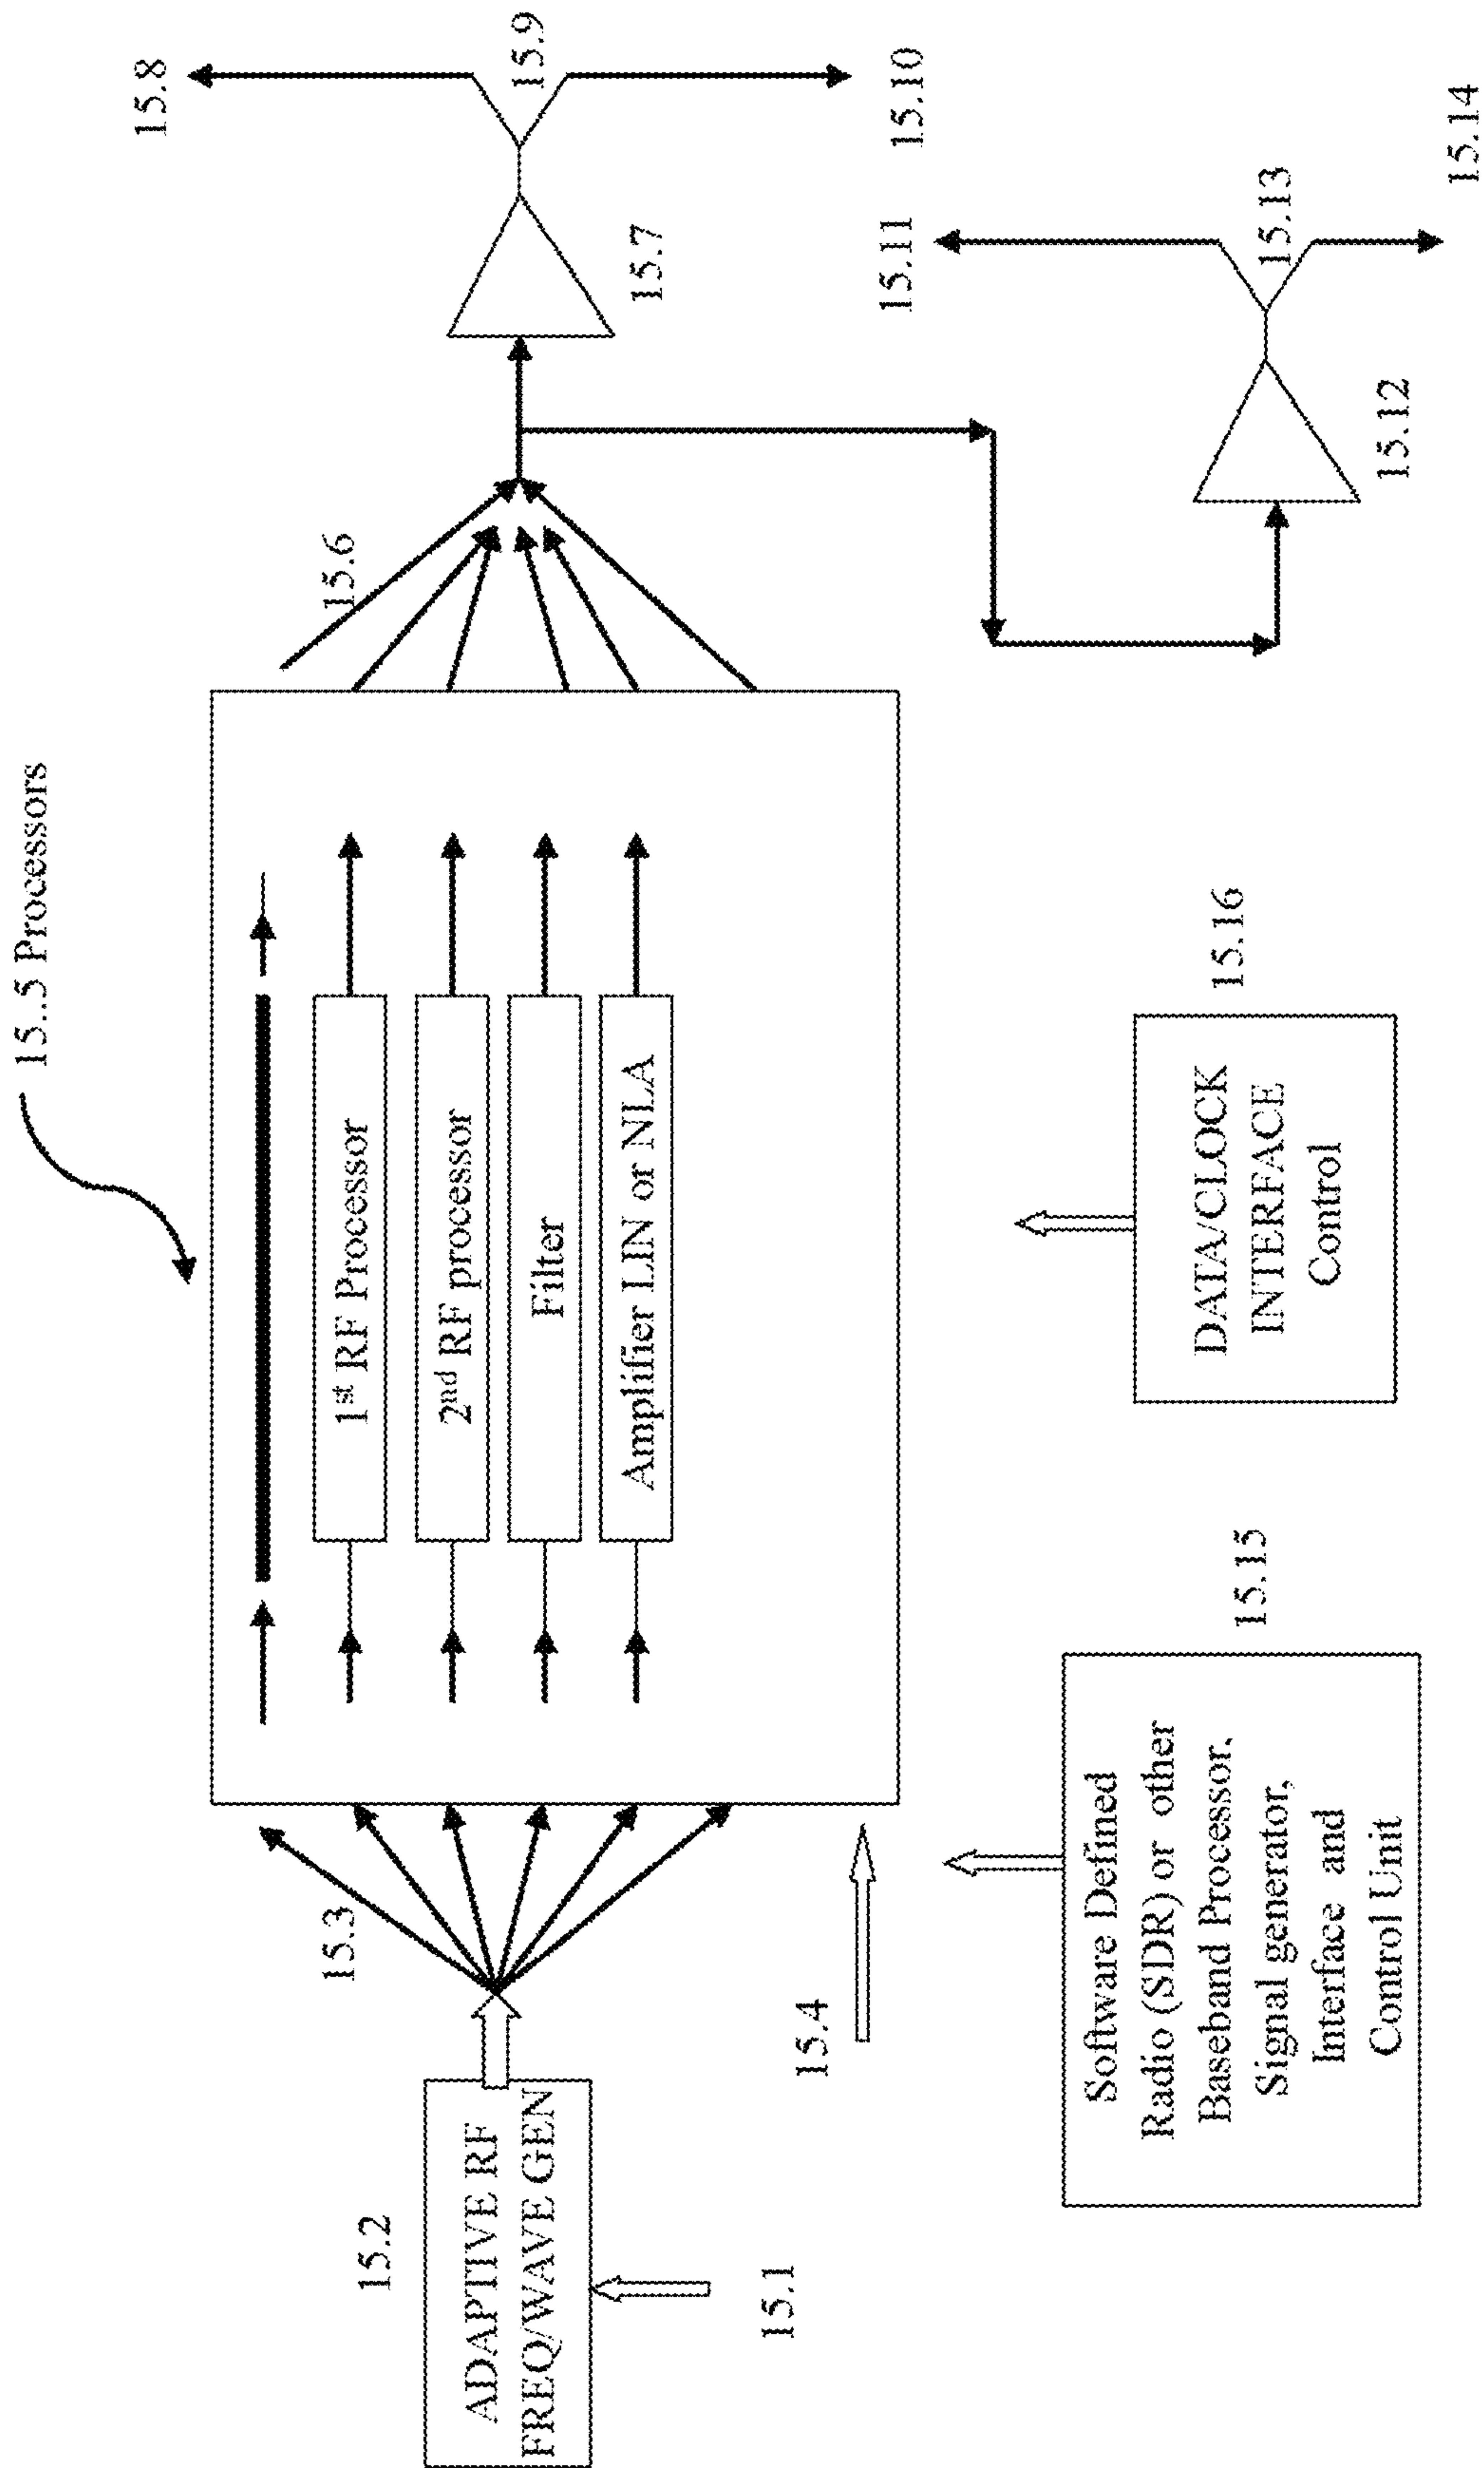 15..5 Processors
15.2
ADAPTIVE RF
FREQ/WAVE GEN
15.1
15.3
15.4
1st RF Processor
2nd RF processor
Filter
Amplifier LIN or NLA
15.6
15.7
15.8
15.9
15.10
15.11
15.12
15.13
15.14
Software Defined
Radio (SDR) or other
Baseband Processor.
Signal generator,
Interface and
Control Unit
15.15
DATA/CLOCK
INTERFACE
Control
15.16